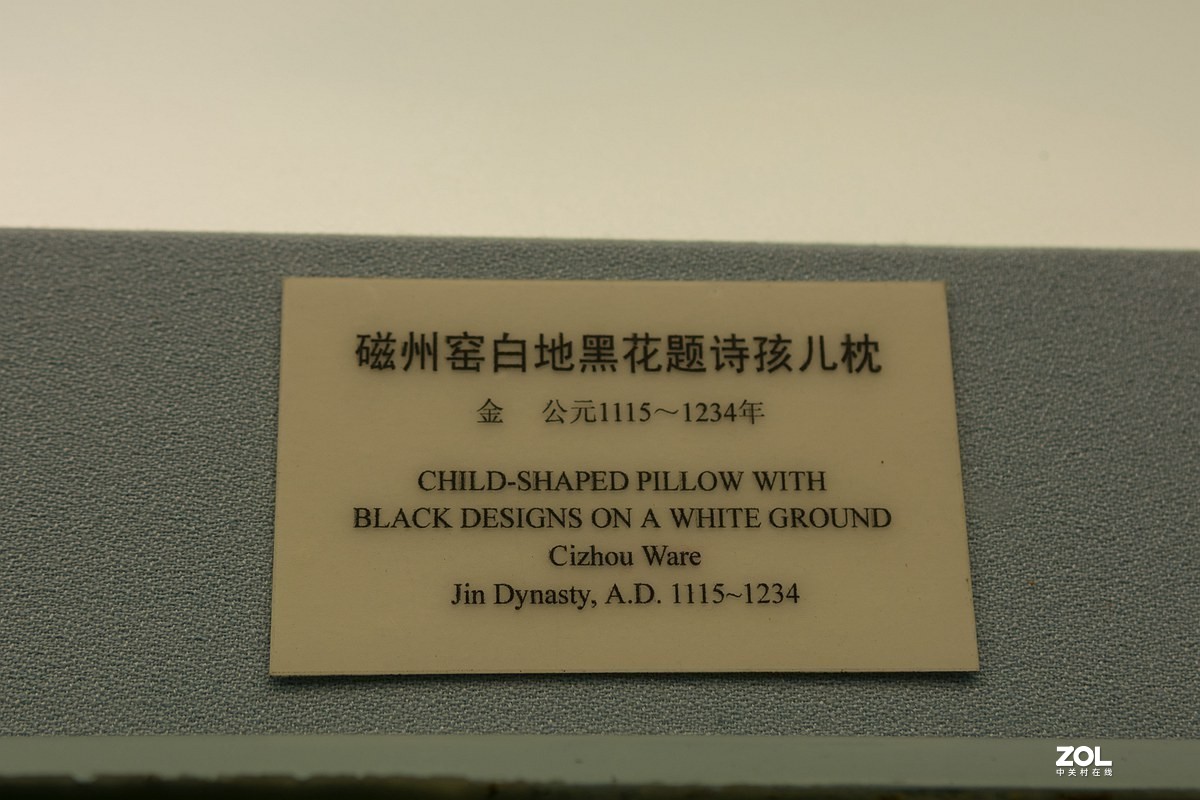 磁州窑白地黑花题诗孩儿枕
金 公元1115～1234年
CHILD-SHAPED PILLOW WITH
BLACK DESIGNS ON A WHITE GROUND
Cizhou Ware
Jin Dynasty, A.D. 1115~1234
ZOL
中关村在线